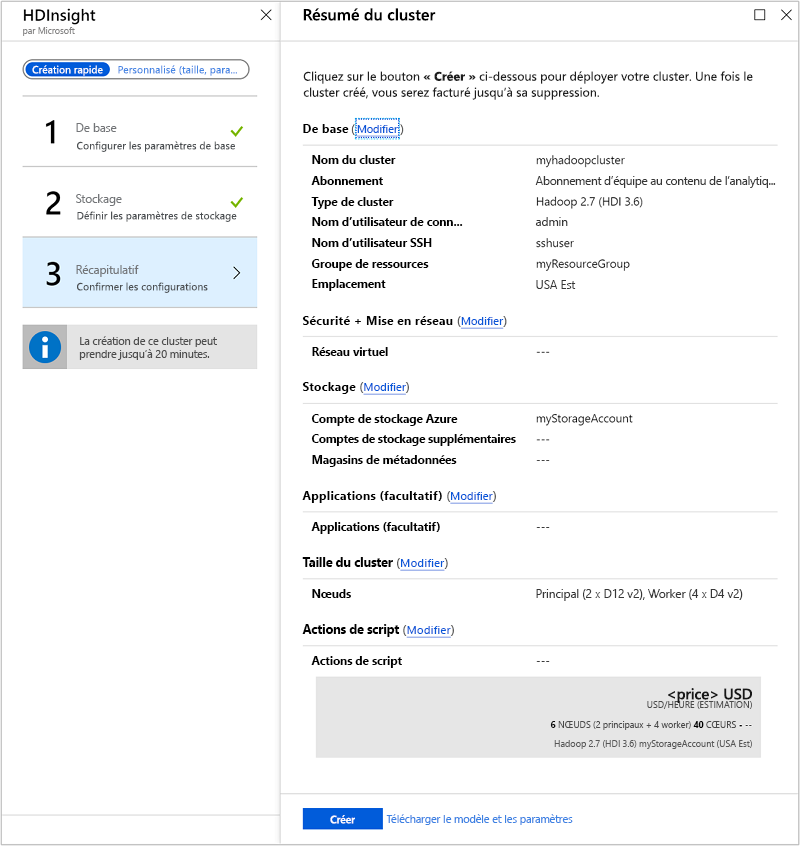 HDInsight
par Microsoft
Création rapide
Personnalisé (taille, para...
1
De base
Configurer les paramètres de base
2
Stockage
Définir les paramètres de stockage
3
Récapitulatif
Confirmer les configurations
La création de ce cluster peut
prendre jusqu'à 20 minutes.
Résumé du cluster
Cliquez sur le bouton « Créer » ci-dessous pour déployer votre cluster. Une fois le
cluster créé, vous serez facturé jusqu'à sa suppression.
De base (Modifier)
Nom du cluster myhadoopcluster
Abonnement Abonnement d'équipe au contenu de l'analytiq...
Type de cluster Hadoop 2.7 (HDI 3.6)
Nom d'utilisateur de conn... admin
Nom d'utilisateur SSH sshuser
Groupe de ressources myResourceGroup
Emplacement USA Est
Sécurité + Mise en réseau (Modifier)
Réseau virtuel ---
Stockage (Modifier)
Compte de stockage Azure myStorageAccount
Comptes de stockage supplémentaires ---
Magasins de métadonnées ---
Applications (facultatif) (Modifier)
Applications (facultatif) ---
Taille du cluster (Modifier)
Nœuds Principal (2 x D12 v2), Worker (4 x D4 v2)
Actions de script (Modifier)
Actions de script ---
<price> USD
USD/HEURE (ESTIMATION)
6 NŒUDS (2 principaux + 4 worker) 40 CŒURS - --
Hadoop 2.7 (HDI 3.6) myStorageAccount (USA Est)
Créer
Télécharger le modèle et les paramètres